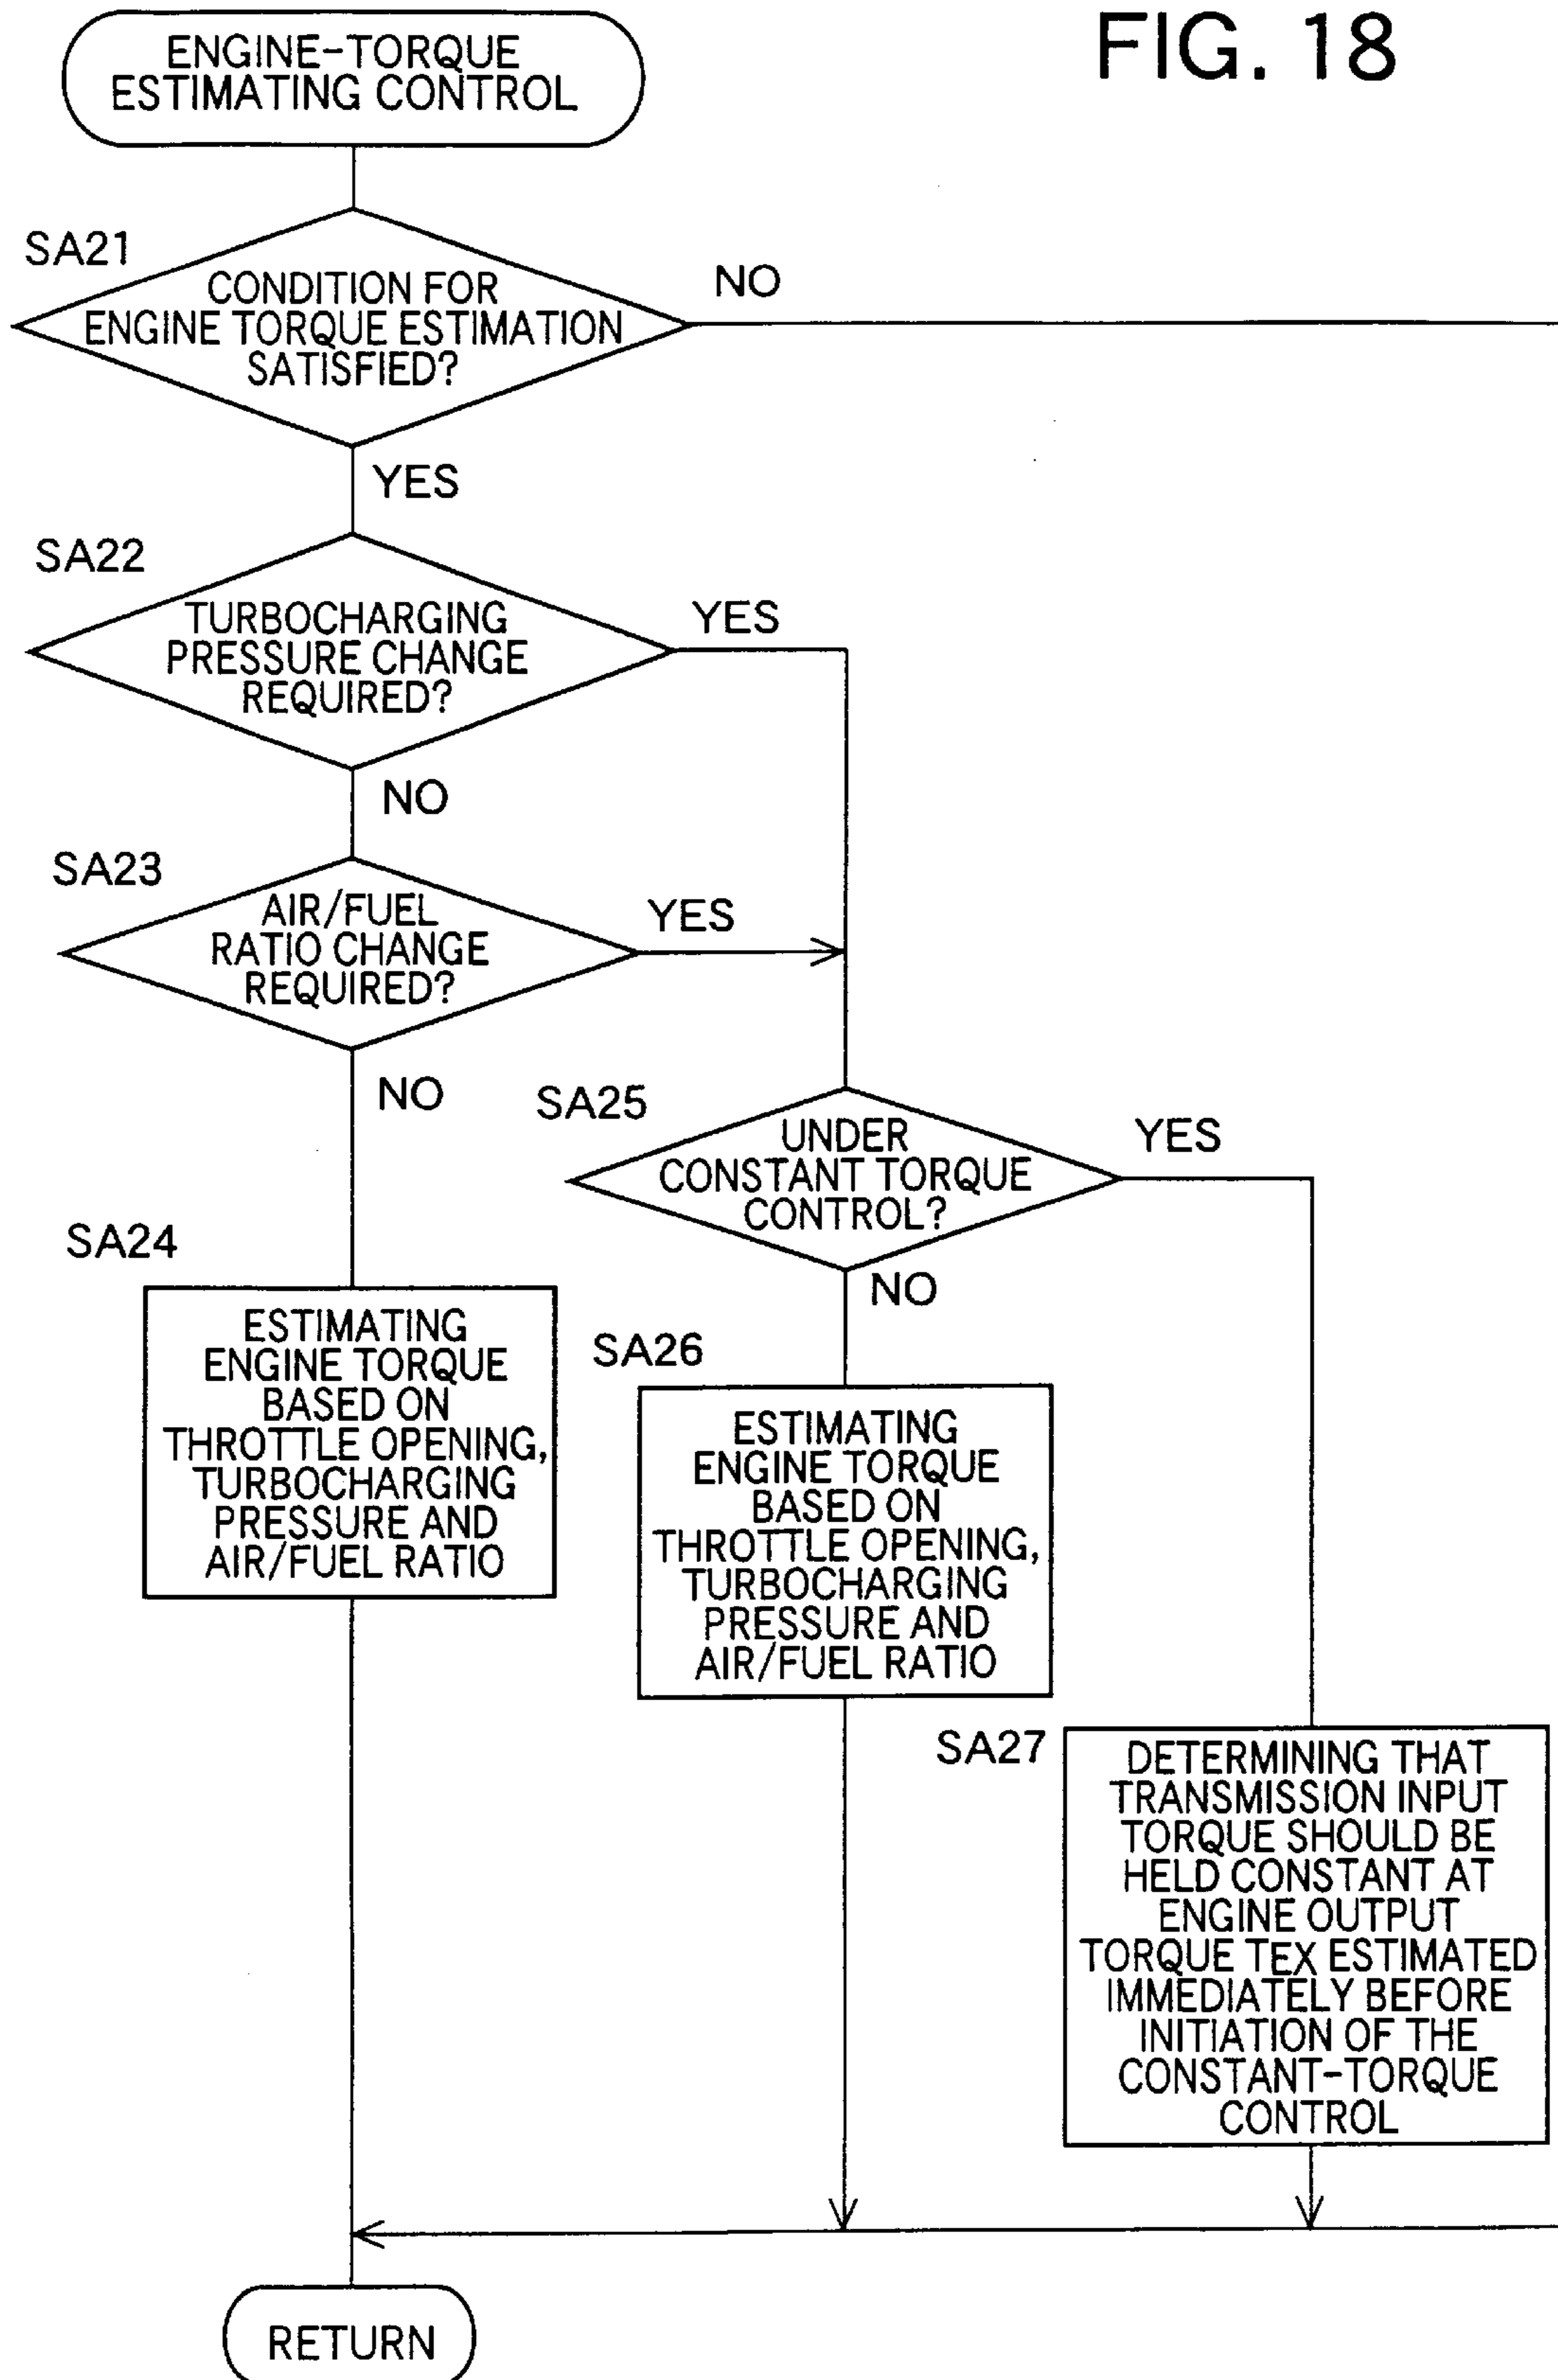 FIG. 18
ENGINE-TORQUE
ESTIMATING CONTROL
SA21
CONDITION FOR
ENGINE TORQUE ESTIMATION
SATISFIED?
NO
YES
SA22
TURBOCHARGING
PRESSURE CHANGE
REQUIRED?
YES
NO
SA23
AIR/FUEL
RATIO CHANGE
REQUIRED?
YES
NO
SA25
UNDER
CONSTANT TORQUE
CONTROL?
YES
NO
SA24
ESTIMATING
ENGINE TORQUE
BASED ON
THROTTLE OPENING,
TURBOCHARGING
PRESSURE AND
AIR/FUEL RATIO
SA26
ESTIMATING
ENGINE TORQUE
BASED ON
THROTTLE OPENING,
TURBOCHARGING
PRESSURE AND
AIR/FUEL RATIO
SA27
DETERMINING THAT
TRANSMISSION INPUT
TORQUE SHOULD BE
HELD CONSTANT AT
ENGINE OUTPUT
TORQUE TEX ESTIMATED
IMMEDIATELY BEFORE
INITIATION OF THE
CONSTANT-TORQUE
CONTROL
RETURN